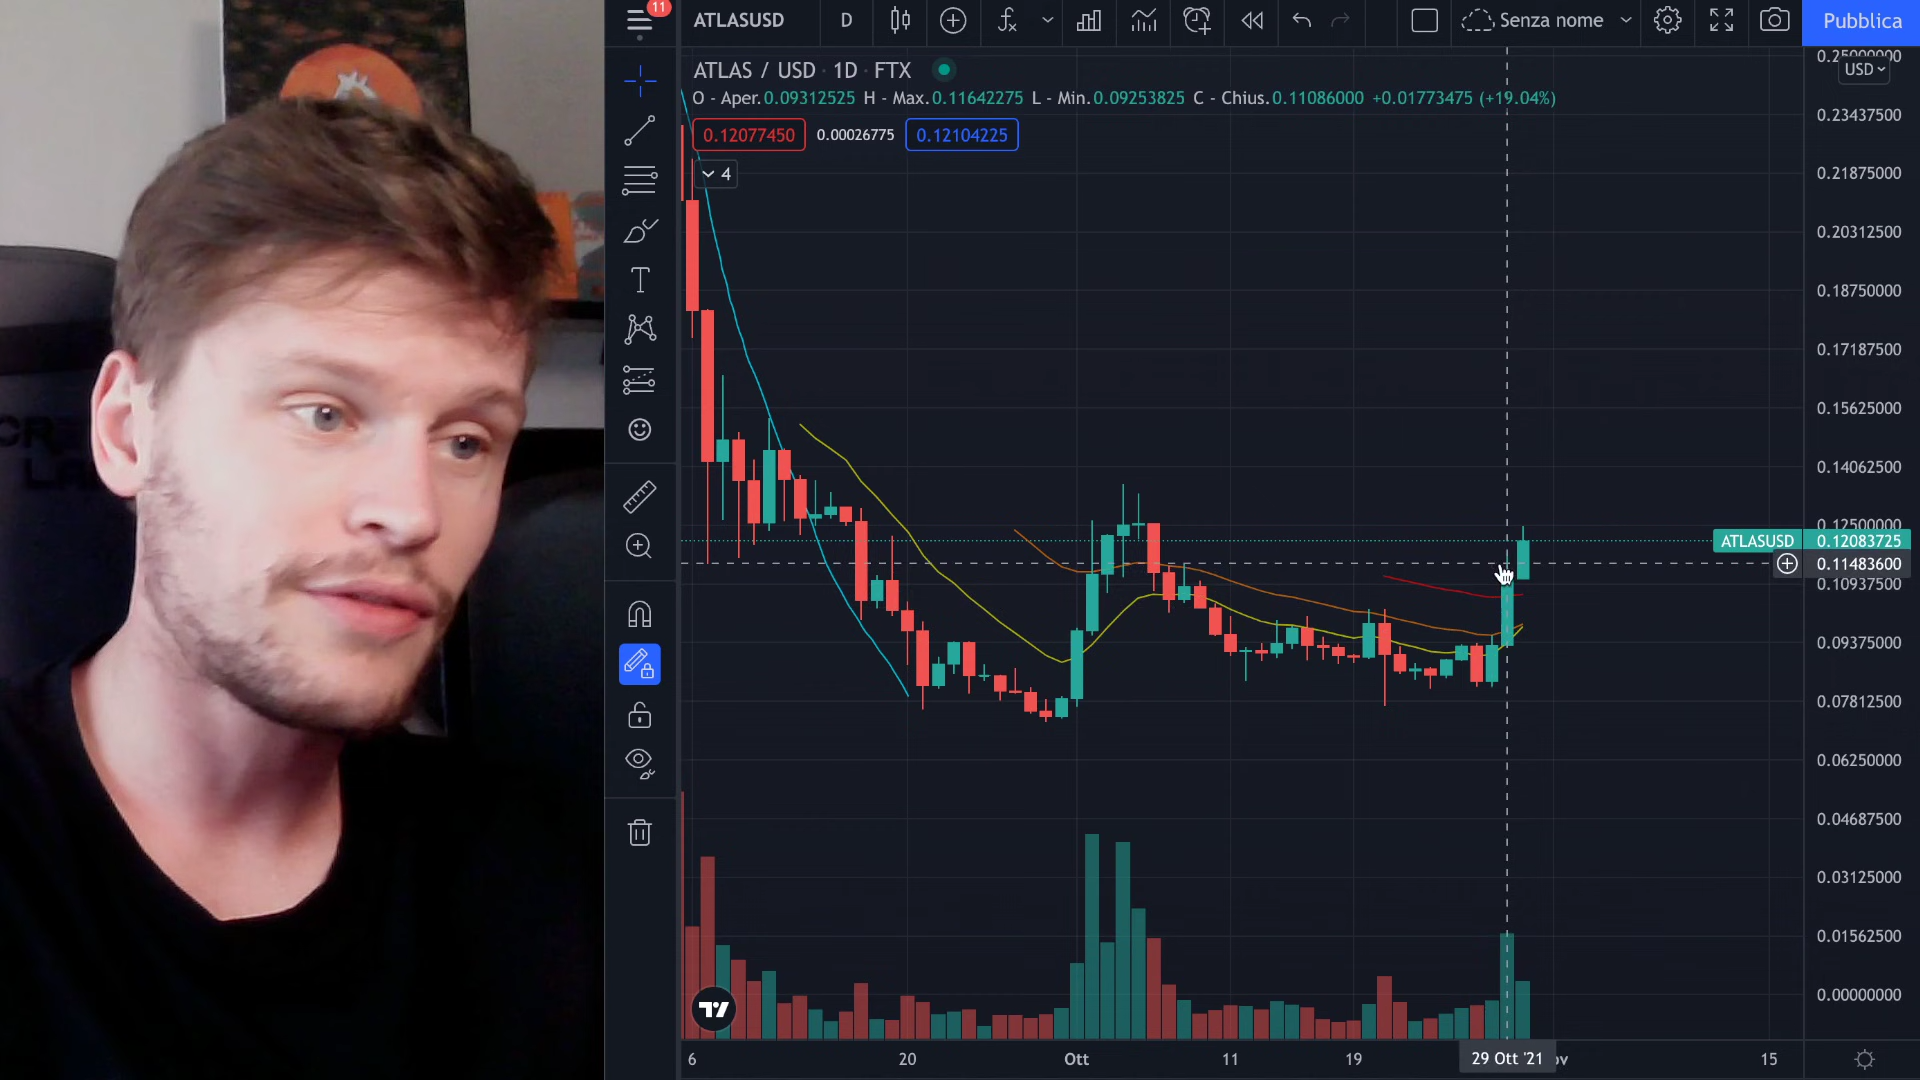 11
ATLASUSD
D
Senza nome
Pubblica
ATLAS / USD · 1D · FTX
O - Aper.0.09312525 H - Max.0.11642275 L - Min.0.09253825 C - Chius.0.11086000 +0.01773475 (+19.04%)
0.12077450
0.00026775
0.12104225
4
0.25000000
USD
0.23437500
0.21875000
0.20312500
0.18750000
0.17187500
0.15625000
0.14062500
0.12500000
ATLASUSD 0.12083725
0.11483600
0.10937500
0.09375000
0.07812500
0.06250000
0.04687500
0.03125000
0.01562500
0.00000000
6
20
Ott
11
19
29 Ott '21
15